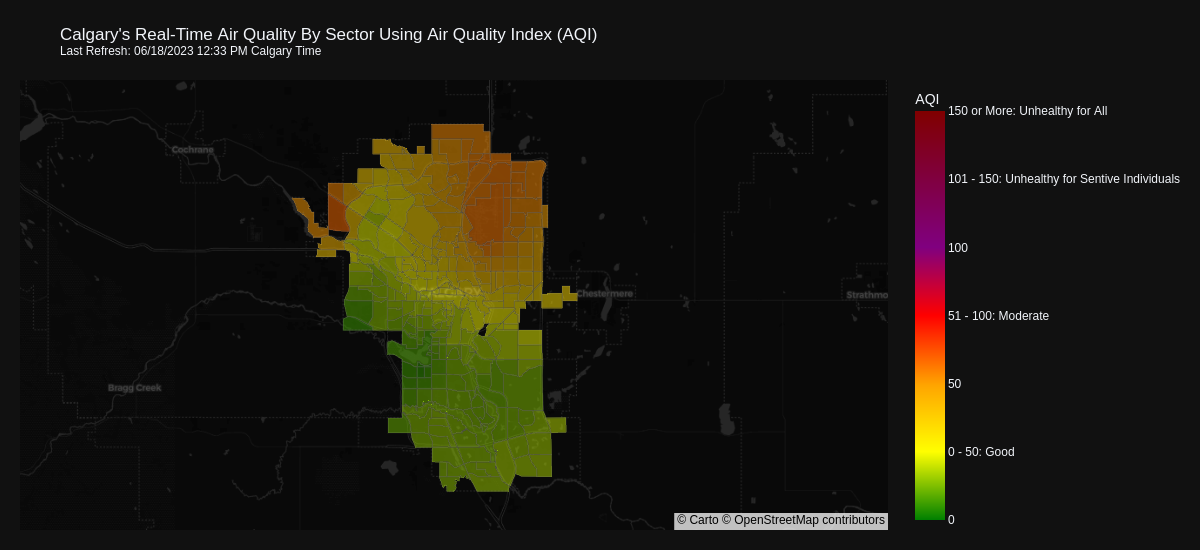 Calgary's Real-Time Air Quality By Sector Using Air Quality Index (AQI)
Last Refresh: 06/18/2023 12:33 PM Calgary Time
AQI
150 or More: Unhealthy for All
Cochrane
101 - 150: Unhealthy for Sentive Individuals
100
Chestermere
Strathmo
51 - 100: Moderate
50
Bragg Creek
0 - 50: Good
0
© Carto © OpenStreetMap contributors